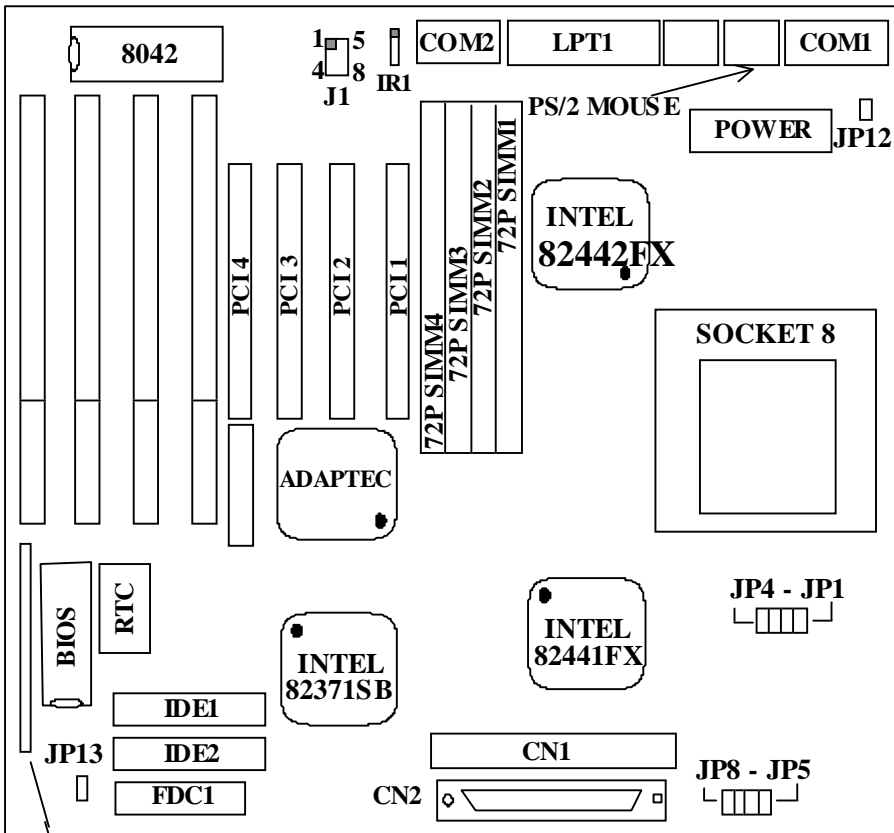 8042
1 5
4 8
J1
IR1
COM2
LPT1
COM1
PS/2 MOUSE
POWER
JP12
PCI 4
PCI 3
PCI 2
PCI 1
72P SIMM4
72P SIMM3
72P SIMM2
72P SIMM1
INTEL
82442FX
SOCKET 8
ADAPTEC
BIOS
RTC
INTEL
82371SB
INTEL
82441FX
JP4 - JP1
IDE1
IDE2
FDC1
JP13
CN1
CN2
JP8 - JP5